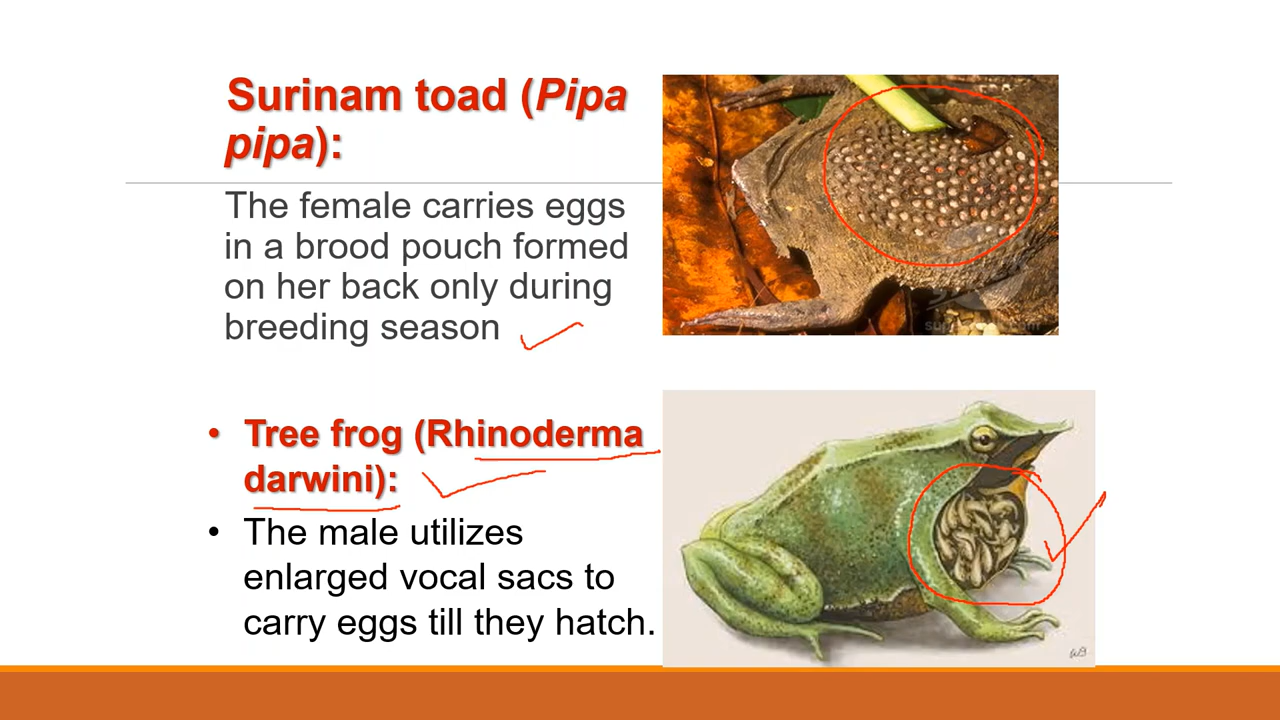 Surinam toad (Pipa
pipa):
The female carries eggs
in a brood pouch formed
on her back only during
breeding season
• Tree frog (Rhinoderma
darwini):
• The male utilizes
enlarged vocal sacs to
carry eggs till they hatch.